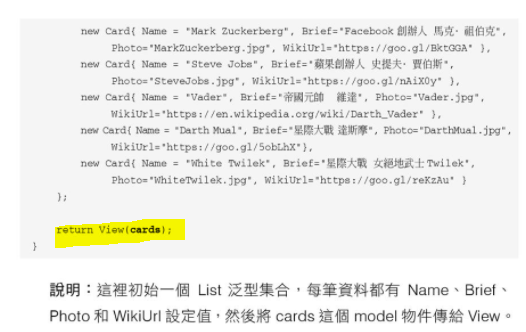 new Card{ Name = "Mark Zuckerberg", Brief="Facebook 創辦人 馬克· 祖伯克",
Photo="MarkZuckerberg.jpg", WikiUrl="https://goo.gl/BktGGA" },
new Card{ Name = "Steve Jobs", Brief="蘋果創辦人 史提夫· 賈伯斯",
Photo="SteveJobs.jpg", WikiUrl="https://goo.gl/nAiX0y" },
new Card{ Name = "Vader", Brief="帝國元帥 維達", Photo="Vader.jpg",
WikiUrl="https://en.wikipedia.org/wiki/Darth_Vader" },
new Card{ Name = "Darth Mual", Brief="星際大戰 達斯摩", Photo="DarthMual.jpg",
WikiUrl="https://goo.gl/5obLhX"},
new Card{ Name = "White Twilek", Brief="星際大戰 女絕地武士 Twilek",
Photo="WhiteTwilek.jpg", WikiUrl="https://goo.gl/reKzAu" }
};
return View(cards);
}
說明：這裡初始一個 List 泛型集合，每筆資料都有 Name、Brief、
Photo 和 WikiUrl 設定值，然後將 cards 這個 model 物件傳給 View。